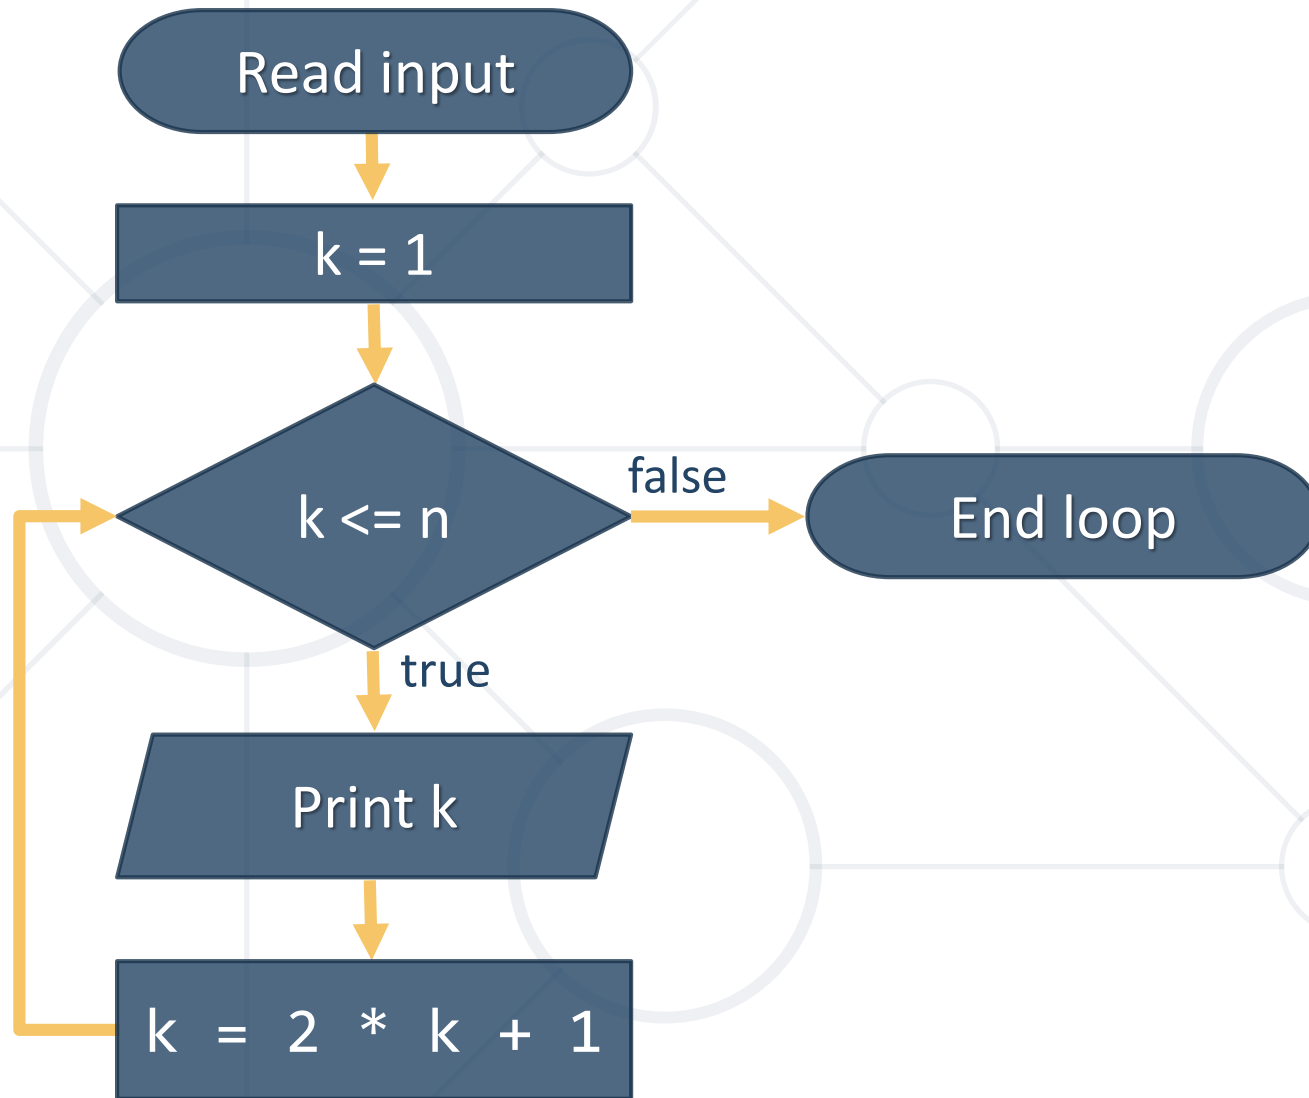 Read input
k = 1
k <= n
false
End loop
true
Print k
k = 2 * k + 1